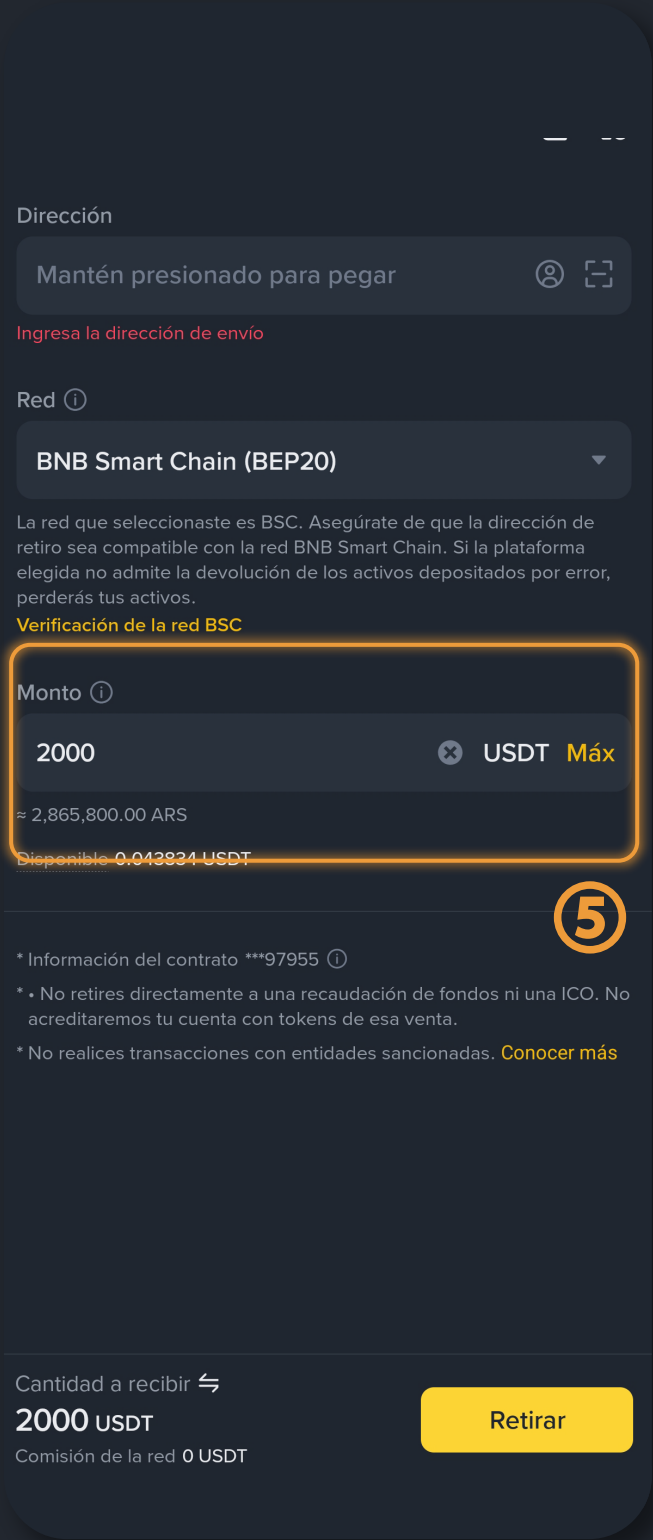 Dirección
Mantén presionado para pegar
Ingresa la dirección de envío
Red
BNB Smart Chain (BEP20)
La red que seleccionaste es BSC. Asegúrate de que la dirección de
retiro sea compatible con la red BNB Smart Chain. Si la plataforma
elegida no admite la devolución de los activos depositados por error,
perderás tus activos.
Verificación de la red BSC
Monto
2000 USDT Máx
≈ 2,865,800.00 ARS
Disponible 0.043834 USDT
5
* Información del contrato ***97955
* • No retires directamente a una recaudación de fondos ni una ICO. No
acreditaremos tu cuenta con tokens de esa venta.
* No realices transacciones con entidades sancionadas. Conocer más
Cantidad a recibir
2000 USDT
Retirar
Comisión de la red 0 USDT